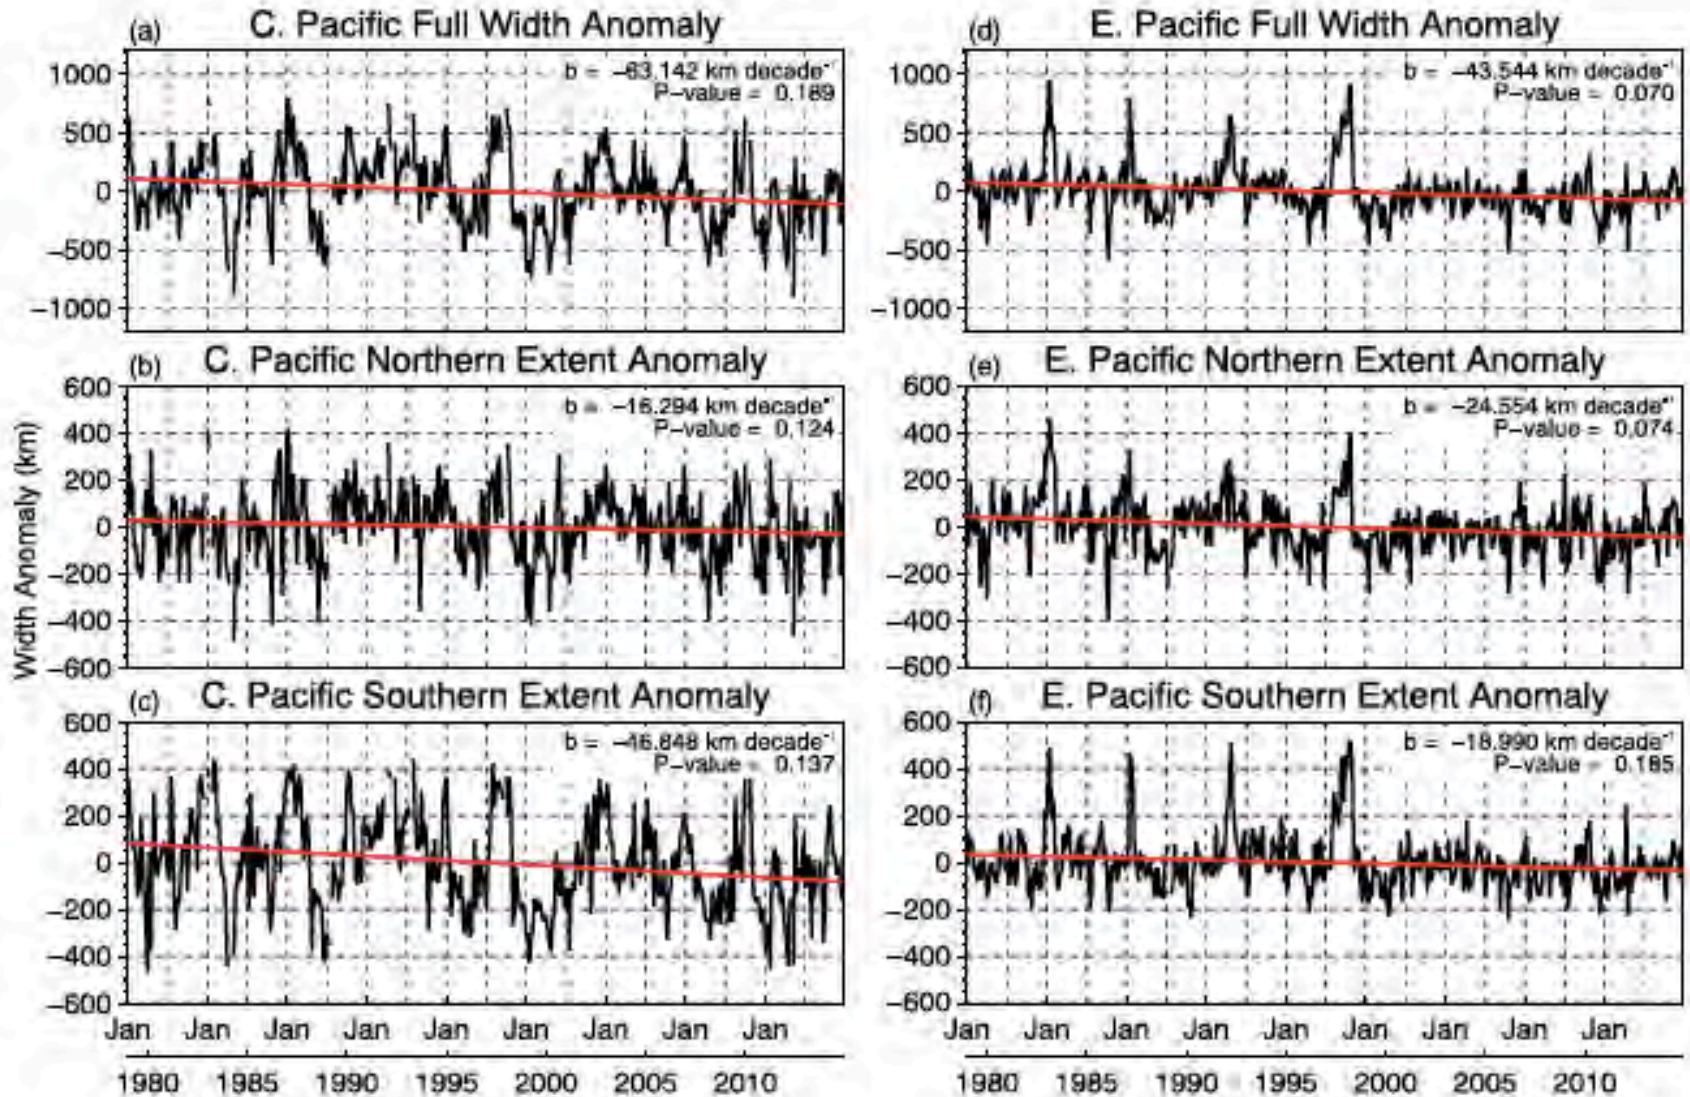 (a) C. Pacific Full Width Anomaly
b = −63.142 km decade⁻¹
P−value = 0.189
1000
500
0
−500
−1000
(d) E. Pacific Full Width Anomaly
b = −43.544 km decade⁻¹
P−value = 0.070
1000
500
0
−500
−1000
(b) C. Pacific Northern Extent Anomaly
b = −16.294 km decade⁻¹
P−value = 0.124
600
400
200
0
−200
−400
−600
Width Anomaly (km)
(e) E. Pacific Northern Extent Anomaly
b = −24.554 km decade⁻¹
P−value = 0.074
600
400
200
0
−200
−400
−600
(c) C. Pacific Southern Extent Anomaly
b = −46.848 km decade⁻¹
P−value = 0.137
600
400
200
0
−200
−400
−600
Jan Jan Jan Jan Jan Jan Jan Jan Jan
1980 1985 1990 1995 2000 2005 2010
(f) E. Pacific Southern Extent Anomaly
b = −18.990 km decade⁻¹
P−value = 0.185
600
400
200
0
−200
−400
−600
Jan Jan Jan Jan Jan Jan Jan Jan Jan
1980 1985 1990 1995 2000 2005 2010